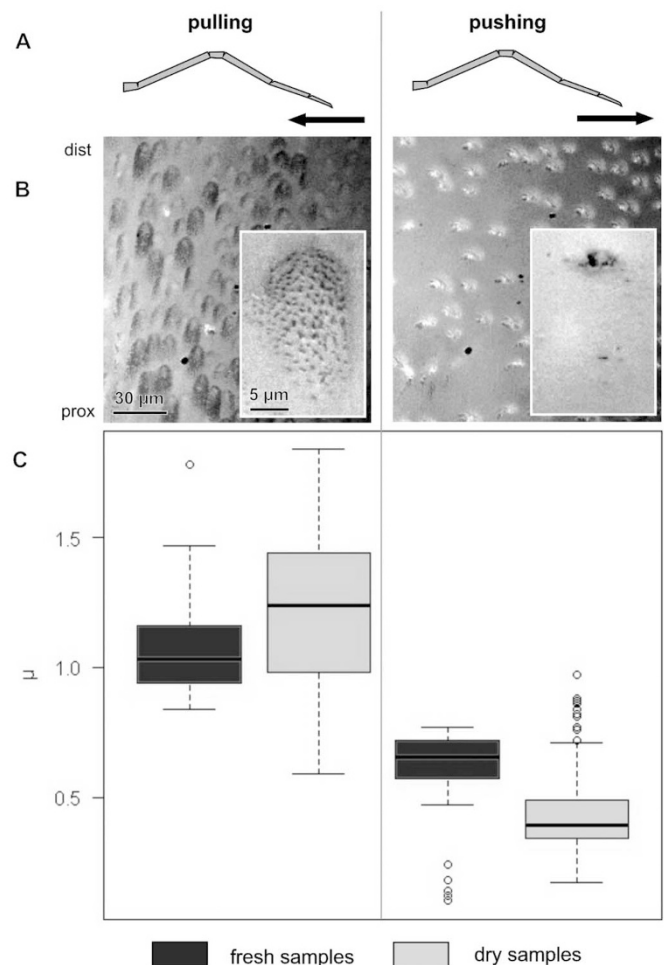 pulling pushing
A
dist
B
30 µm 5 µm
prox
C
1.5
1.0
µ
0.5
fresh samples dry samples